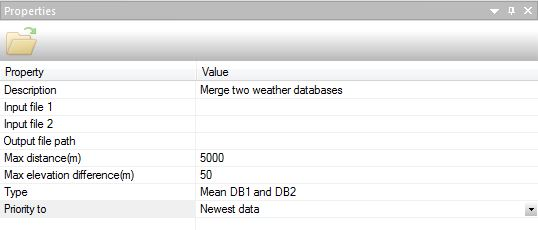 Properties
Property Value
Description Merge two weather databases
Input file 1
Input file 2
Output file path
Max distance(m) 5000
Max elevation difference(m) 50
Type Mean DB1 and DB2
Priority to Newest data